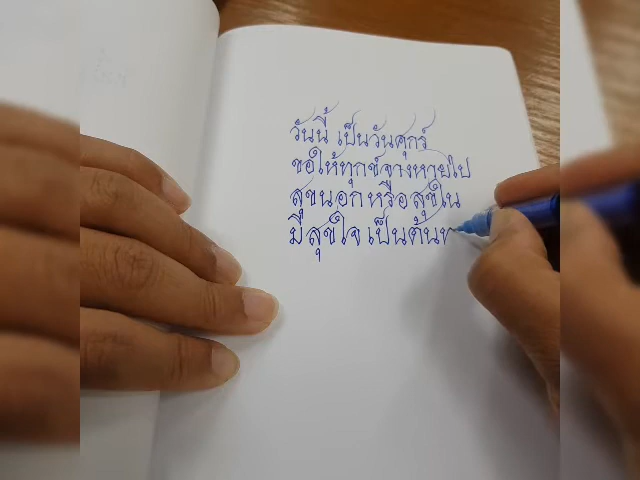 วันนี้ เป็นวันศุกร์
ขอให้ทุกข์จางหายไป
สุขนอกหรือสุขใน
มีสุขใจ เป็นต้นท